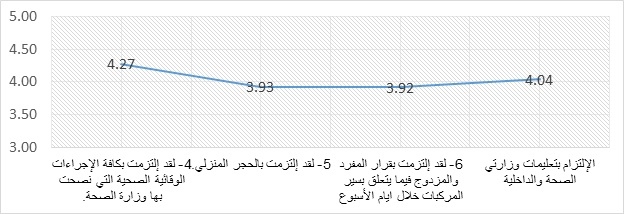 5.00
4.50
4.00
3.50
3.00
4.27
3.93
3.92
4.04
4- لقد إلتزمت بكافة الإجراءات
الوقائية الصحية التي نصحت
بها وزارة الصحة.
5- لقد إلتزمت بالحجر المنزلي.
6- لقد إلتزمت بقرار المفرد
والمزدوج فيما يتعلق بسير
المركبات خلال ايام الأسبوع
الإلتزام بتعليمات وزارتي
الصحة والداخلية